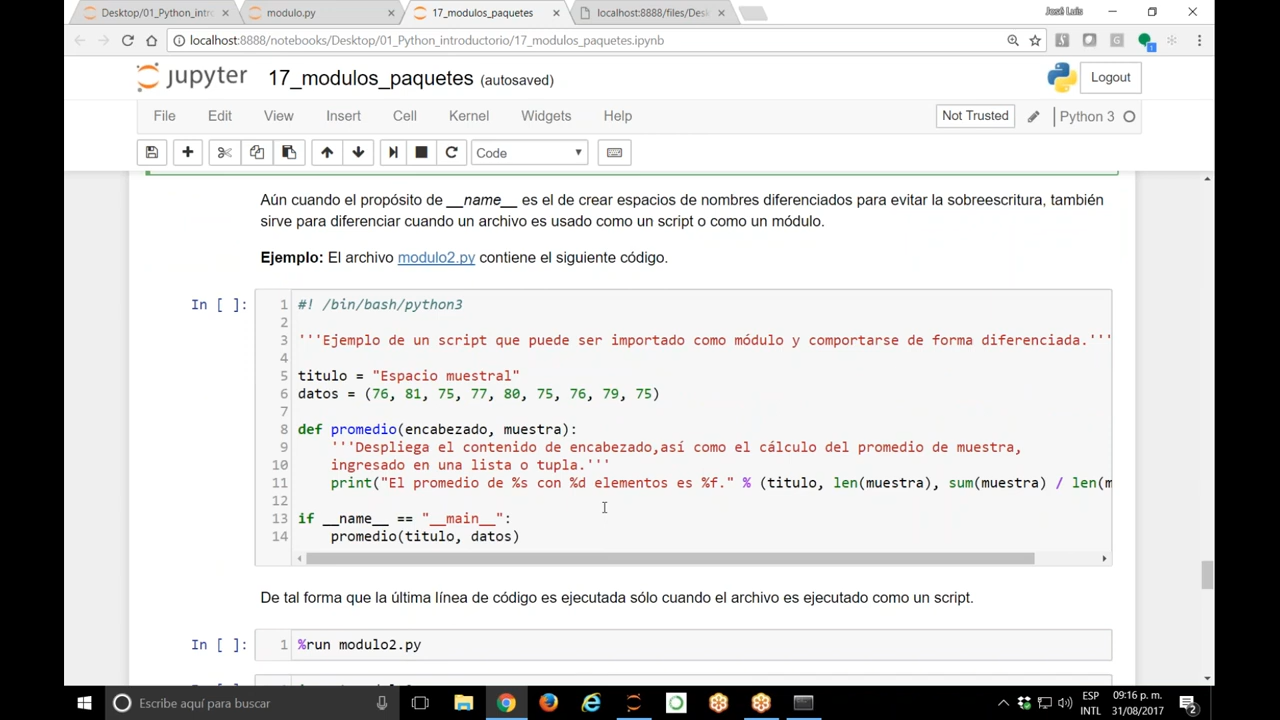 Desktop/01_Python_intro
modulo.py
17_modulos_paquetes
localhost:8888/files/Desk
José Luis
localhost:8888/notebooks/Desktop/01_Python_introductorio/17_modulos_paquetes.ipynb
jupyter 17_modulos_paquetes (autosaved)
Logout
File Edit View Insert Cell Kernel Widgets Help
Not Trusted
Python 3
Code
Aún cuando el propósito de __name__ es el de crear espacios de nombres diferenciados para evitar la sobreescritura, también
sirve para diferenciar cuando un archivo es usado como un script o como un módulo.
Ejemplo: El archivo modulo2.py contiene el siguiente código.
In [ ]:
1 #! /bin/bash/python3
2
3 '''Ejemplo de un script que puede ser importado como módulo y comportarse de forma diferenciada.'''
4
5 titulo = "Espacio muestral"
6 datos = (76, 81, 75, 77, 80, 75, 76, 79, 75)
7
8 def promedio(encabezado, muestra):
9 '''Despliega el contenido de encabezado,así como el cálculo del promedio de muestra,
10 ingresado en una lista o tupla.'''
11 print("El promedio de %s con %d elementos es %f." % (titulo, len(muestra), sum(muestra) / len(m
12
13 if __name__ == "__main__":
14 promedio(titulo, datos)
De tal forma que la última línea de código es ejecutada sólo cuando el archivo es ejecutado como un script.
In [ ]:
1 %run modulo2.py
Escribe aquí para buscar
ESP
INTL
09:16 p. m.
31/08/2017
2